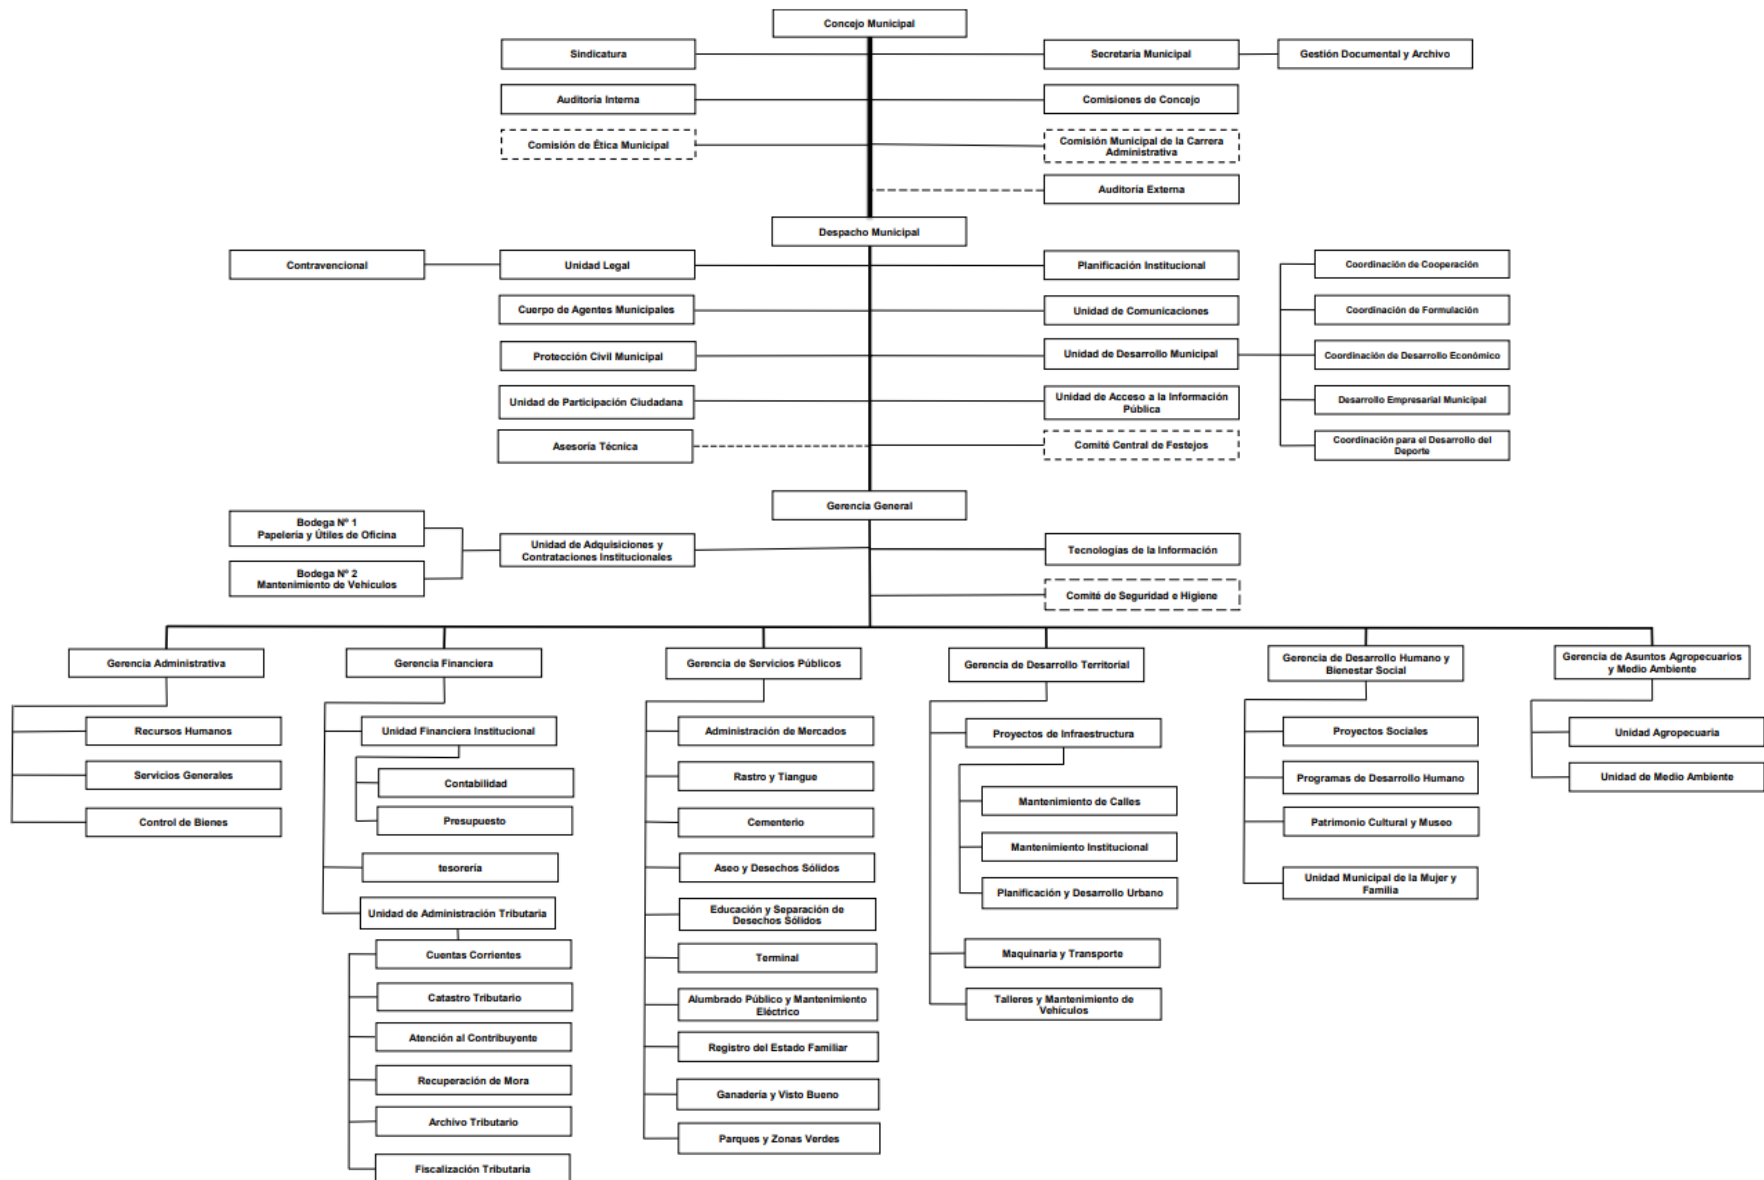 Concejo Municipal
Sindicatura
Secretaría Municipal
Gestión Documental y Archivo
Auditoría Interna
Comisiones de Concejo
Comisión de Ética Municipal
Comisión Municipal de la Carrera
Administrativa
Auditoría Externa
Despacho Municipal
Contravencional
Unidad Legal
Planificación Institucional
Coordinación de Cooperación
Cuerpo de Agentes Municipales
Unidad de Comunicaciones
Coordinación de Formulación
Protección Civil Municipal
Unidad de Desarrollo Municipal
Coordinación de Desarrollo Económico
Unidad de Participación Ciudadana
Unidad de Acceso a la Información
Pública
Desarrollo Empresarial Municipal
Asesoría Técnica
Comité Central de Festejos
Coordinación para el Desarrollo del
Deporte
Gerencia General
Bodega Nº 1
Papelería y Útiles de Oficina
Bodega Nº 2
Mantenimiento de Vehículos
Unidad de Adquisiciones y
Contrataciones Institucionales
Tecnologías de la Información
Comité de Seguridad e Higiene
Gerencia Administrativa
Recursos Humanos
Servicios Generales
Control de Bienes
Gerencia Financiera
Unidad Financiera Institucional
Contabilidad
Presupuesto
tesorería
Unidad de Administración Tributaria
Cuentas Corrientes
Catastro Tributario
Atención al Contribuyente
Recuperación de Mora
Archivo Tributario
Fiscalización Tributaria
Gerencia de Servicios Públicos
Administración de Mercados
Rastro y Tiangue
Cementerio
Aseo y Desechos Sólidos
Educación y Separación de
Desechos Sólidos
Terminal
Alumbrado Público y Mantenimiento
Eléctrico
Registro del Estado Familiar
Ganadería y Visto Bueno
Parques y Zonas Verdes
Gerencia de Desarrollo Territorial
Proyectos de Infraestructura
Mantenimiento de Calles
Mantenimiento Institucional
Planificación y Desarrollo Urbano
Maquinaria y Transporte
Talleres y Mantenimiento de
Vehículos
Gerencia de Desarrollo Humano y
Bienestar Social
Proyectos Sociales
Programas de Desarrollo Humano
Patrimonio Cultural y Museo
Unidad Municipal de la Mujer y
Familia
Gerencia de Asuntos Agropecuarios
y Medio Ambiente
Unidad Agropecuaria
Unidad de Medio Ambiente